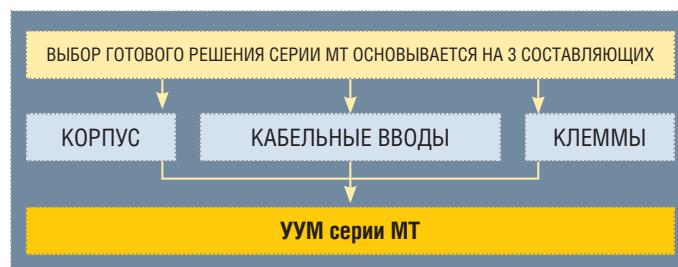 ВЫБОР ГОТОВОГО РЕШЕНИЯ СЕРИИ МТ ОСНОВЫВАЕТСЯ НА 3 СОСТАВЛЯЮЩИХ
КОРПУС
КАБЕЛЬНЫЕ ВВОДЫ
КЛЕММЫ
УУМ серии МТ